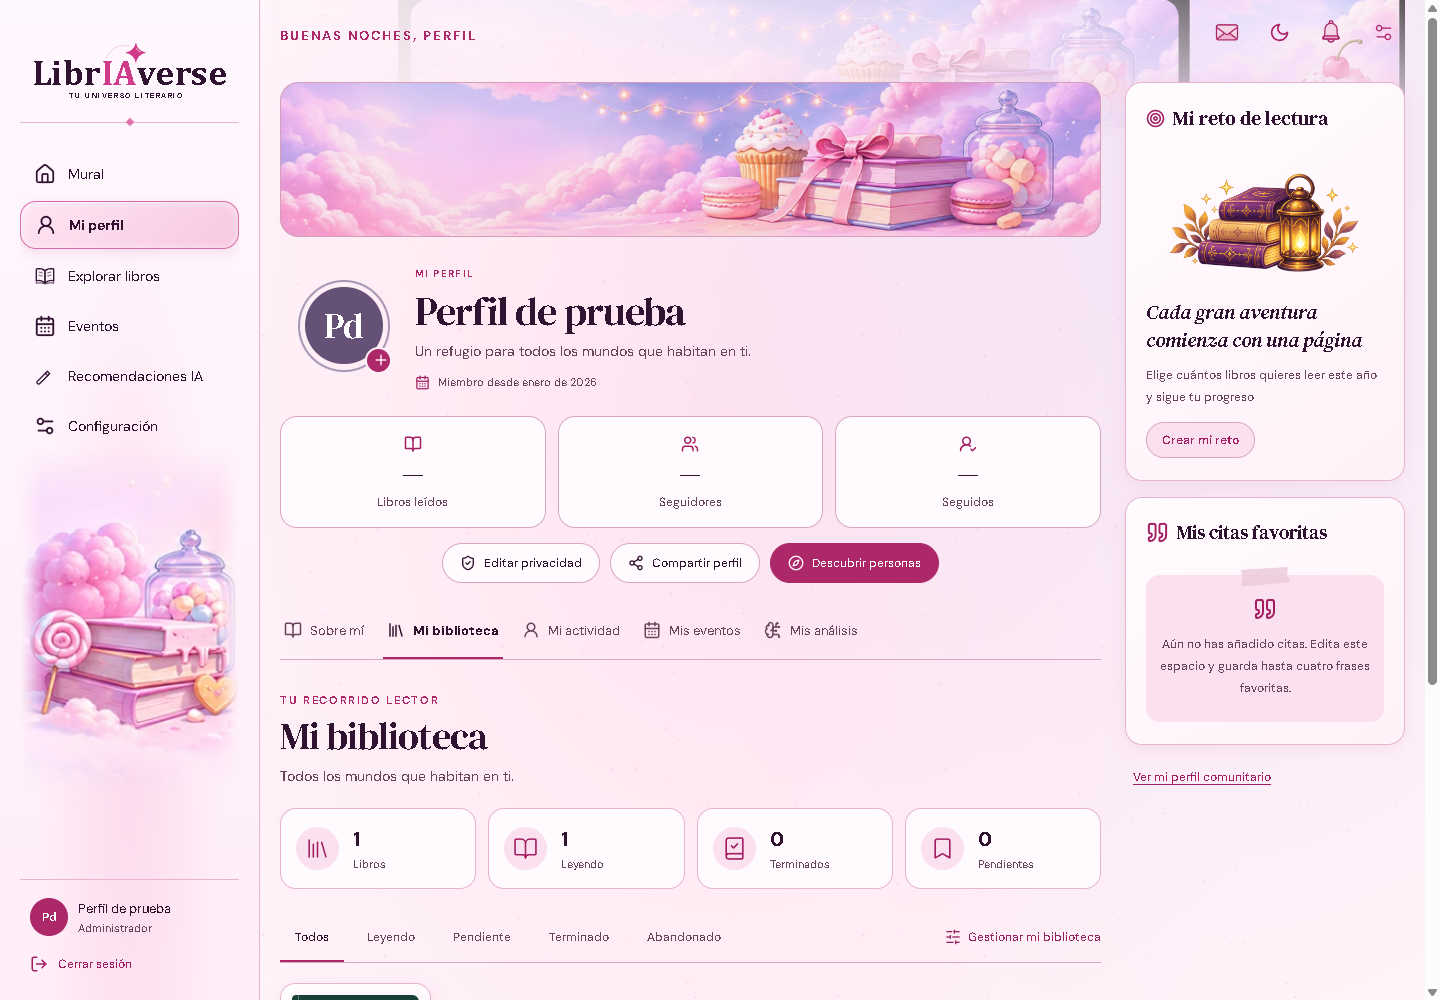 LibrIAverse
TU UNIVERSO LITERARIO
Mural
Mi perfil
Explorar libros
Eventos
Recomendaciones IA
Configuración
Pd
Perfil de prueba
Administrador
Cerrar sesión
BUENAS NOCHES, PERFIL
MI PERFIL
Pd
Perfil de prueba
Un refugio para todos los mundos que habitan en ti.
Miembro desde enero de 2026
—
Libros leídos
—
Seguidores
—
Seguidos
Editar privacidad
Compartir perfil
Descubrir personas
Sobre mí
Mi biblioteca
Mi actividad
Mis eventos
Mis análisis
TU RECORRIDO LECTOR
Mi biblioteca
Todos los mundos que habitan en ti.
1
Libros
1
Leyendo
0
Terminados
0
Pendientes
Todos
Leyendo
Pendiente
Terminado
Abandonado
Gestionar mi biblioteca
Mi reto de lectura
Cada gran aventura
comienza con una página
Elige cuántos libros quieres leer este año
y sigue tu progreso
Crear mi reto
Mis citas favoritas
Aún no has añadido citas. Edita este
espacio y guarda hasta cuatro frases
favoritas.
Ver mi perfil comunitario